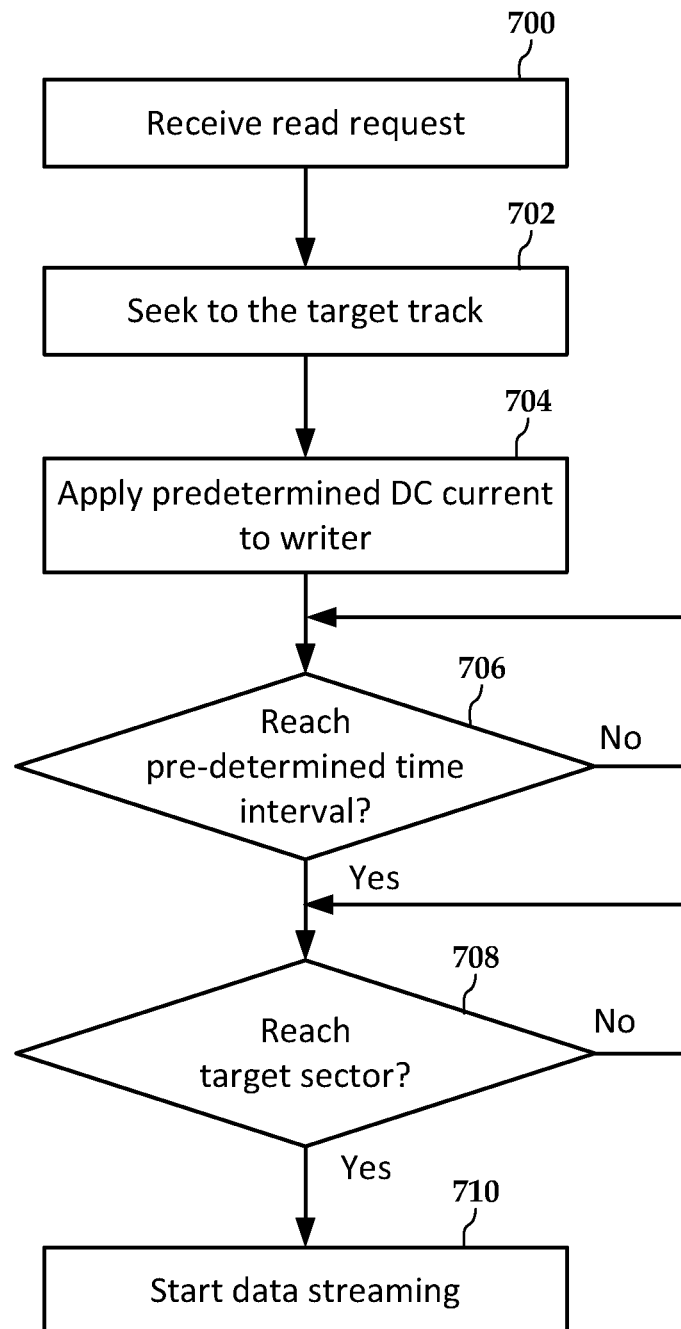 700
Receive read request
702
Seek to the target track
704
Apply predetermined DC current
to writer
706
Reach
pre-determined time
interval?
No
Yes
708
Reach
target sector?
No
Yes
710
Start data streaming